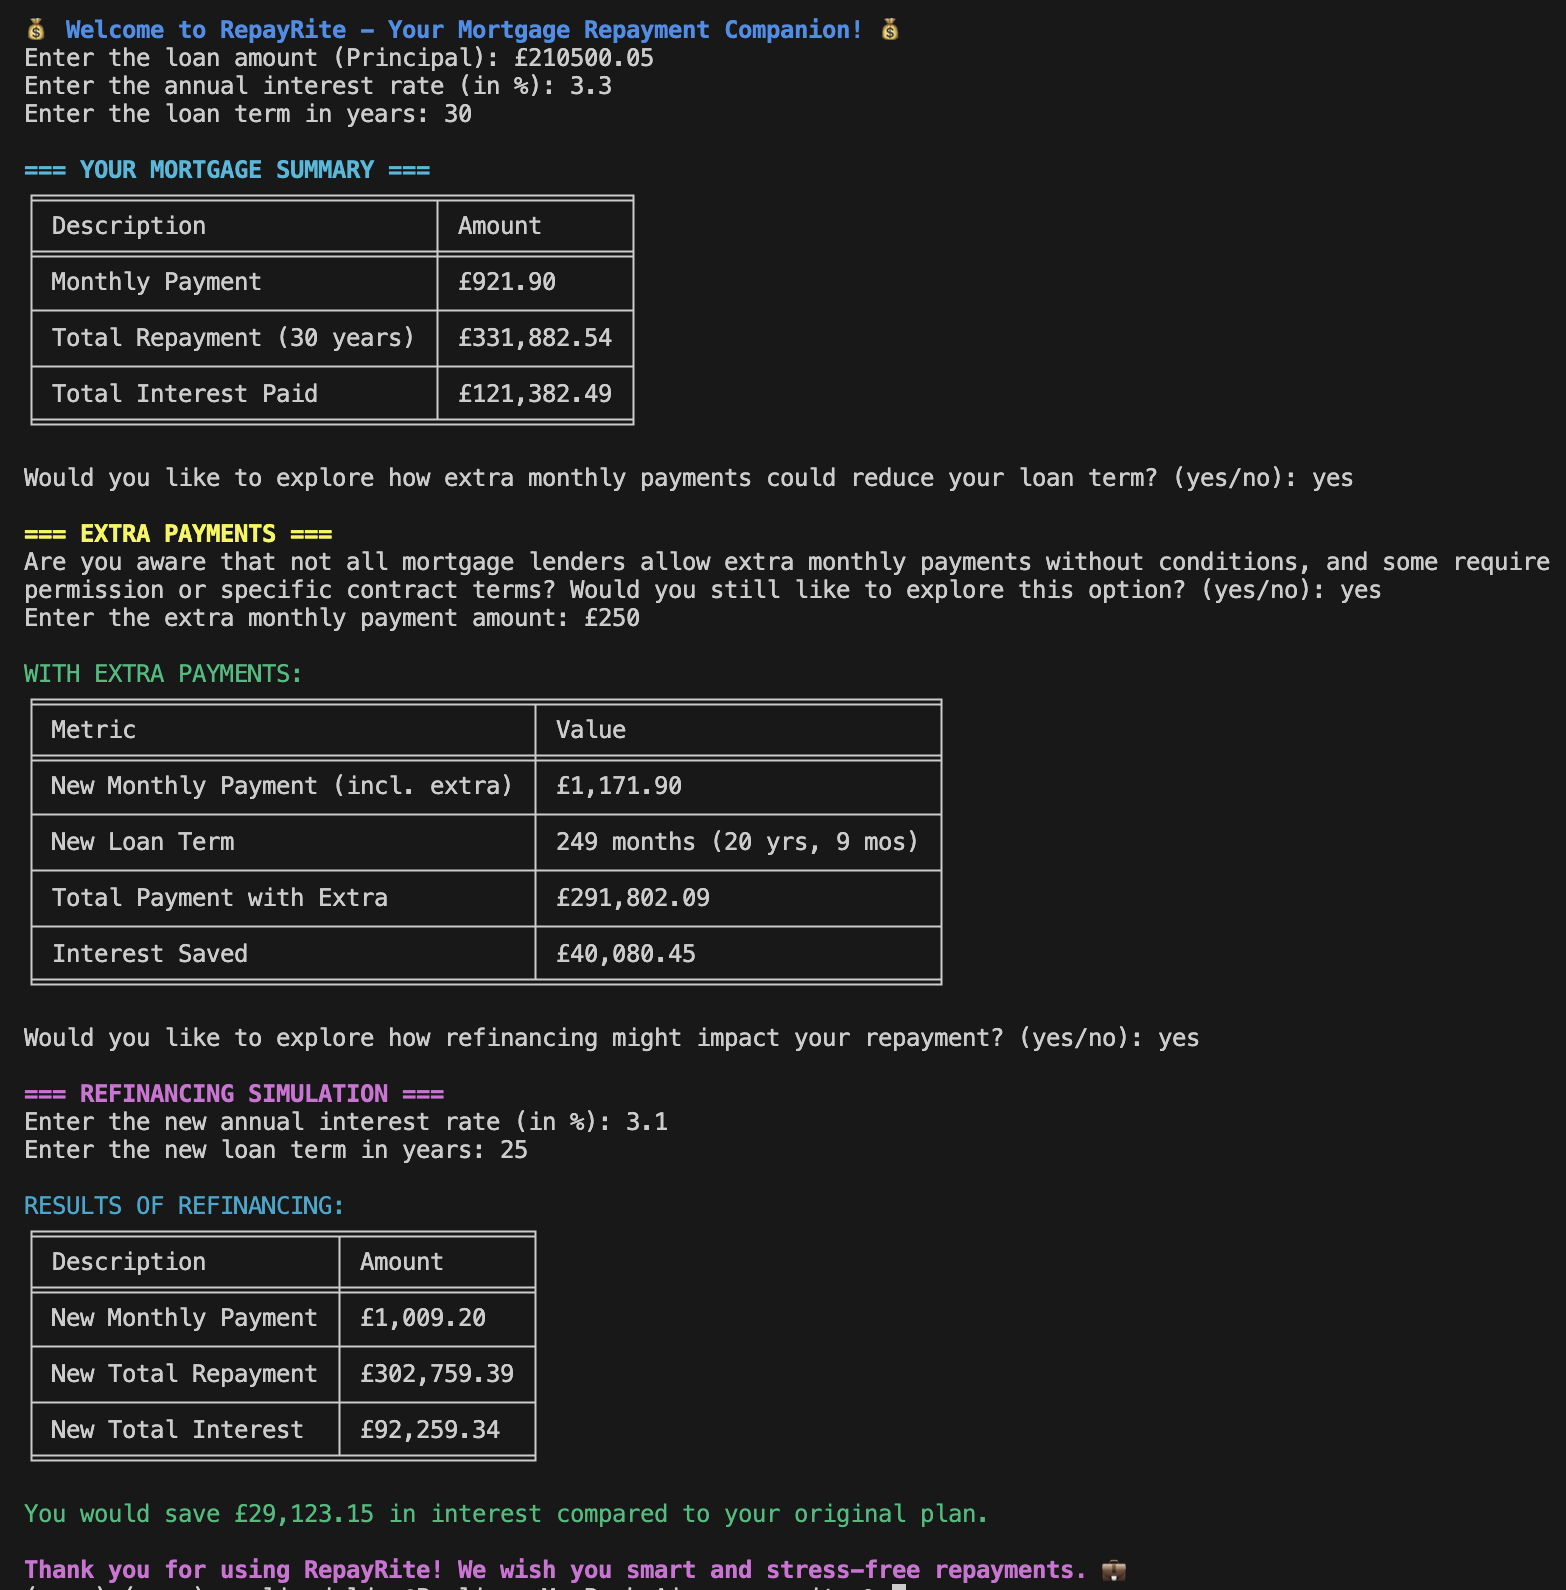 💰 Welcome to RepayRite - Your Mortgage Repayment Companion! 💰
Enter the loan amount (Principal): £210500.05
Enter the annual interest rate (in %): 3.3
Enter the loan term in years: 30
=== YOUR MORTGAGE SUMMARY ===
Description Amount
Monthly Payment £921.90
Total Repayment (30 years) £331,882.54
Total Interest Paid £121,382.49
Would you like to explore how extra monthly payments could reduce your loan term? (yes/no): yes
=== EXTRA PAYMENTS ===
Are you aware that not all mortgage lenders allow extra monthly payments without conditions, and some require
permission or specific contract terms? Would you still like to explore this option? (yes/no): yes
Enter the extra monthly payment amount: £250
WITH EXTRA PAYMENTS:
Metric Value
New Monthly Payment (incl. extra) £1,171.90
New Loan Term 249 months (20 yrs, 9 mos)
Total Payment with Extra £291,802.09
Interest Saved £40,080.45
Would you like to explore how refinancing might impact your repayment? (yes/no): yes
=== REFINANCING SIMULATION ===
Enter the new annual interest rate (in %): 3.1
Enter the new loan term in years: 25
RESULTS OF REFINANCING:
Description Amount
New Monthly Payment £1,009.20
New Total Repayment £302,759.39
New Total Interest £92,259.34
You would save £29,123.15 in interest compared to your original plan.
Thank you for using RepayRite! We wish you smart and stress-free repayments. 💼